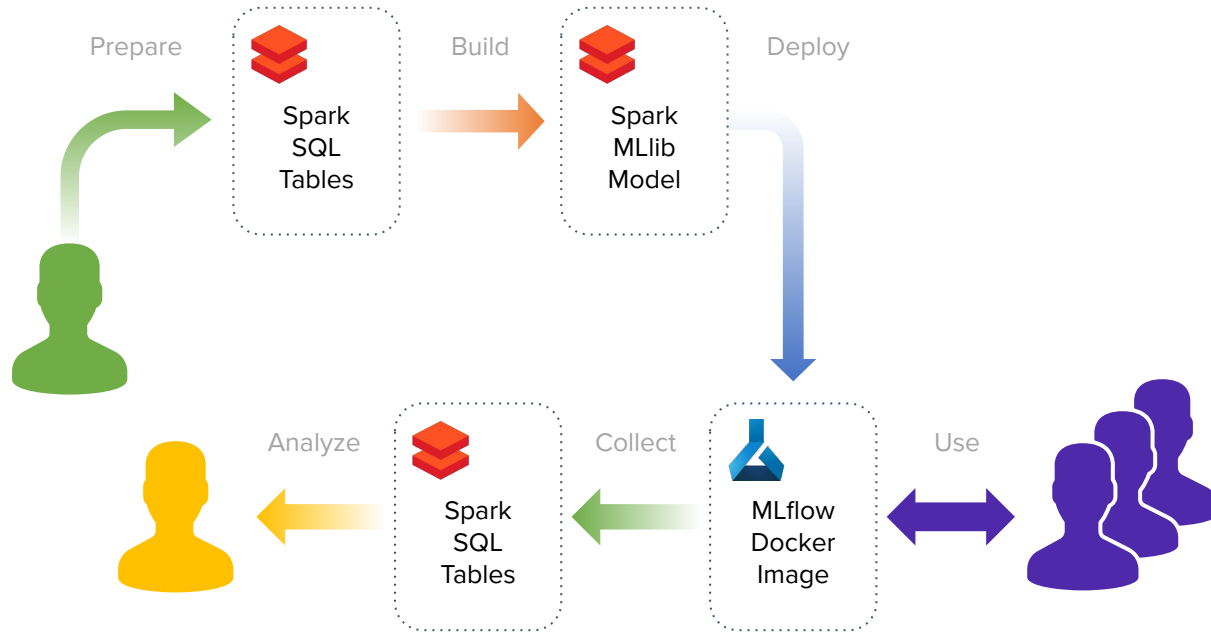 Prepare
Build
Deploy
Spark
SQL
Tables
Spark
MLlib
Model
Analyze
Collect
Use
Spark
SQL
Tables
MLflow
Docker
Image